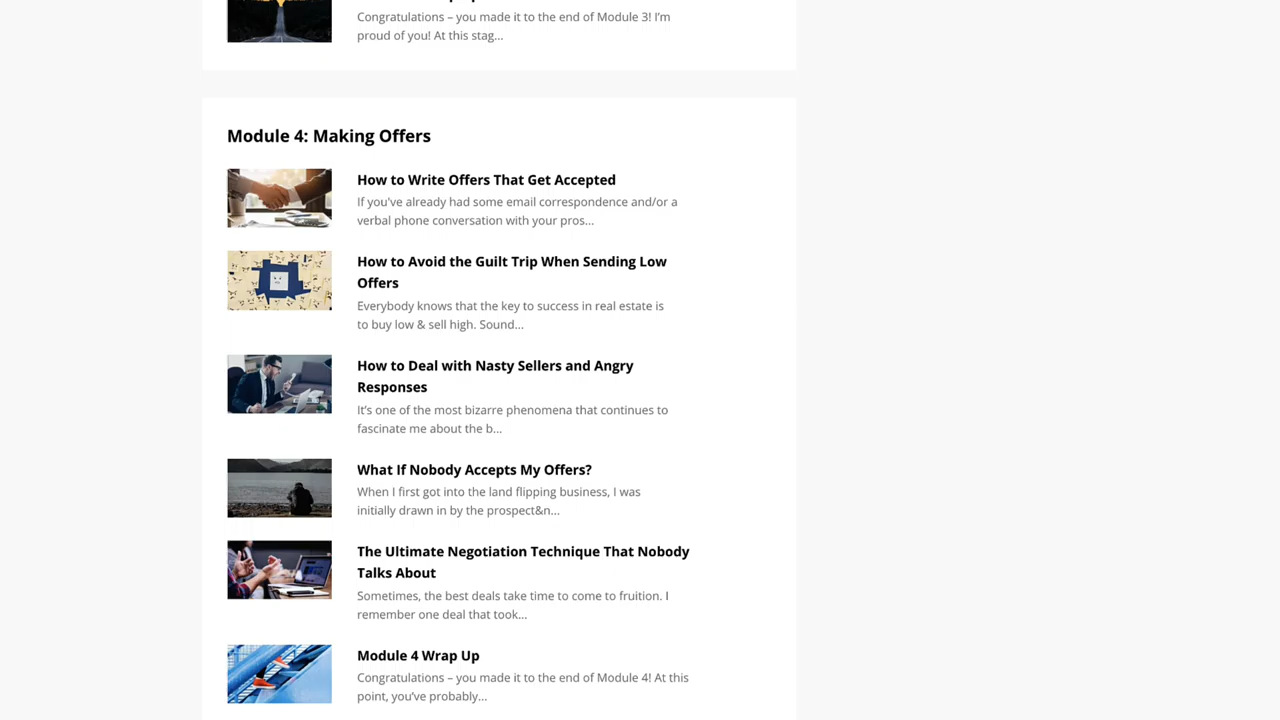 Congratulations – you made it to the end of Module 3! I'm
proud of you! At this stag...
Module 4: Making Offers
How to Write Offers That Get Accepted
If you've already had some email correspondence and/or a
verbal phone conversation with your pros...
How to Avoid the Guilt Trip When Sending Low
Offers
Everybody knows that the key to success in real estate is
to buy low & sell high. Sound...
How to Deal with Nasty Sellers and Angry
Responses
It's one of the most bizarre phenomena that continues to
fascinate me about the b...
What If Nobody Accepts My Offers?
When I first got into the land flipping business, I was
initially drawn in by the prospect&n...
The Ultimate Negotiation Technique That Nobody
Talks About
Sometimes, the best deals take time to come to fruition. I
remember one deal that took...
Module 4 Wrap Up
Congratulations – you made it to the end of Module 4! At this
point, you've probably...